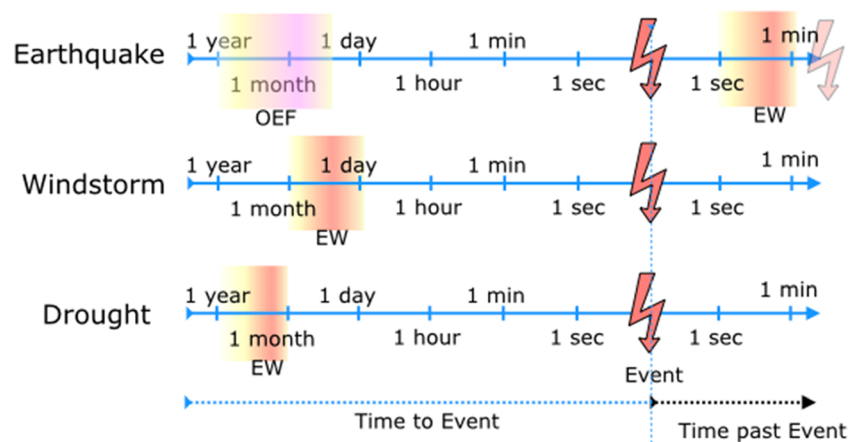 1 year 1 day 1 min 1 min
Earthquake
1 month 1 hour 1 sec 1 sec
OEF EW
1 year 1 day 1 min 1 min
Windstorm
1 month 1 hour 1 sec 1 sec
EW
1 year 1 day 1 min 1 min
Drought
1 month 1 hour 1 sec 1 sec
EW
Event
Time to Event
Time past Event